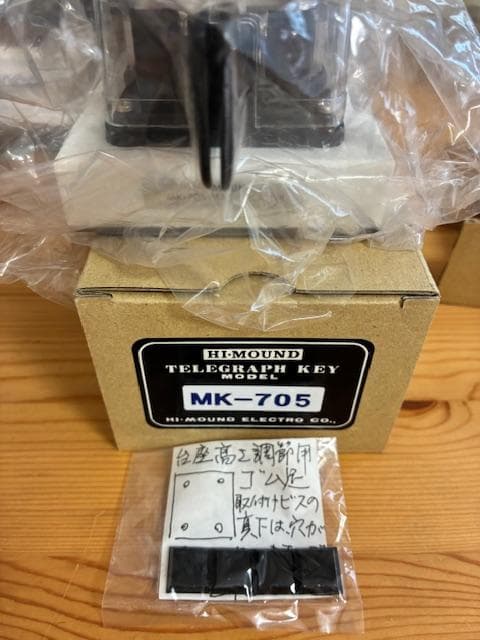 HI-MOUND
TELEGRAPH KEY
MODEL
MK-705
HI-MOUND ELECTRO CO.,
台座高さ調節用
ゴム足
取付けビスの
真下は穴が